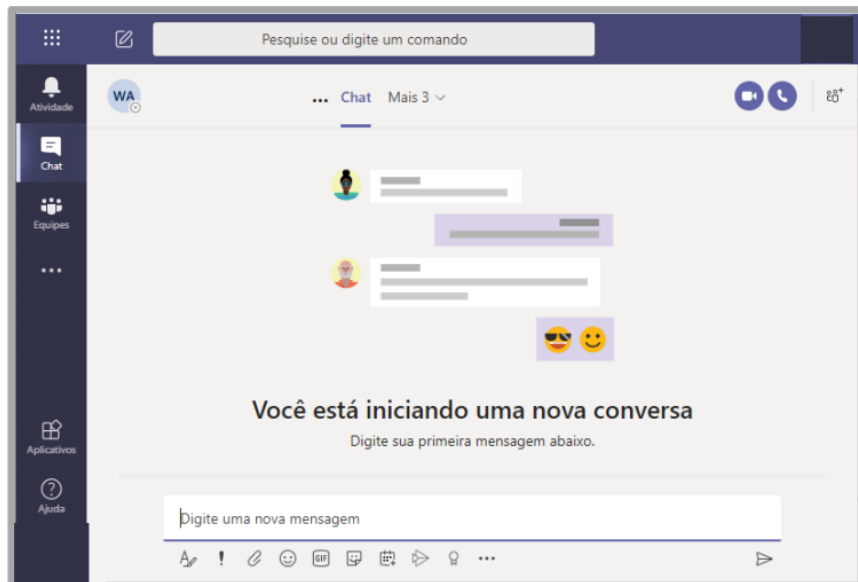 Pesquise ou digite um comando
Atividade
Chat
Equipes
Aplicativos
Ajuda
WA
... Chat Mais 3
Você está iniciando uma nova conversa
Digite sua primeira mensagem abaixo.
Digite uma nova mensagem
GIF